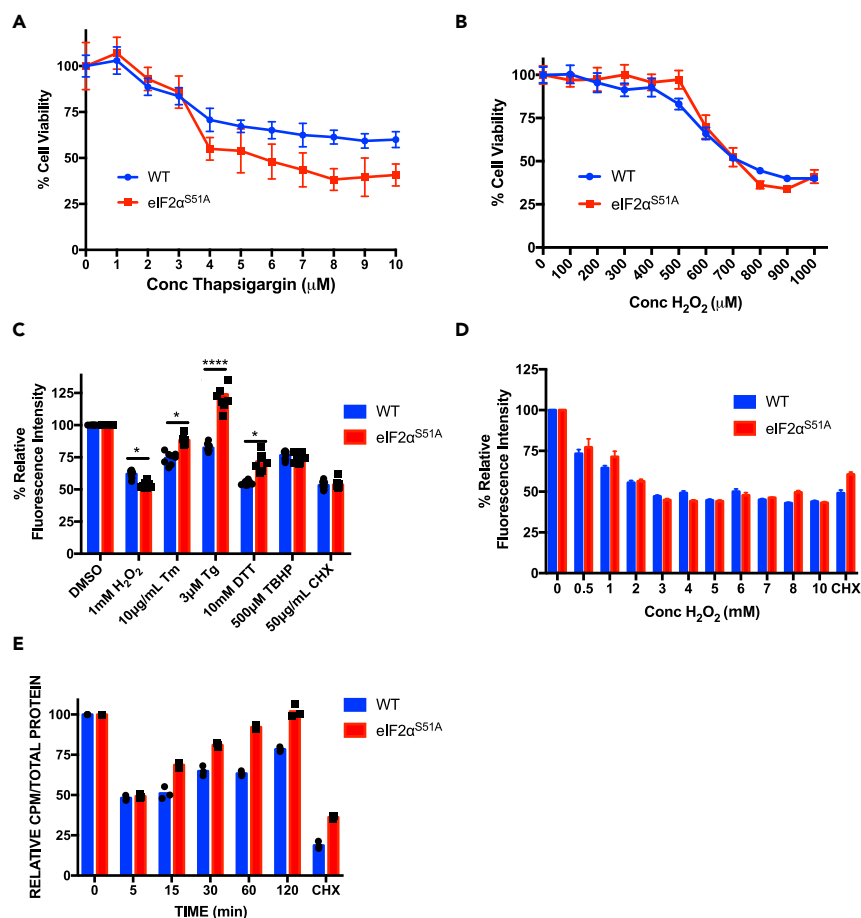 A
% Cell Viability
100
75
50
25
0
WT
eIF2α^S51A
0 1 2 3 4 5 6 7 8 9 10
Conc Thapsigargin (μM)
B
% Cell Viability
100
75
50
25
0
WT
eIF2α^S51A
0 100 200 300 400 500 600 700 800 900 1000
Conc H₂O₂ (μM)
C
% Relative
Fluorescence Intensity
125
100
75
50
25
0
* * **** *
WT
eIF2α^S51A
DMSO
1mM H₂O₂
10μg/mL Tm
3μM Tg
10mM DTT
500μM TBHP
50μg/mL CHX
D
% Relative
Fluorescence Intensity
125
100
75
50
25
0
WT
eIF2α^S51A
0 0.5 1 2 3 4 5 6 7 8 10 CHX
Conc H₂O₂ (mM)
E
RELATIVE CPM/TOTAL PROTEIN
100
75
50
25
0
WT
eIF2α^S51A
0 5 15 30 60 120 CHX
TIME (min)